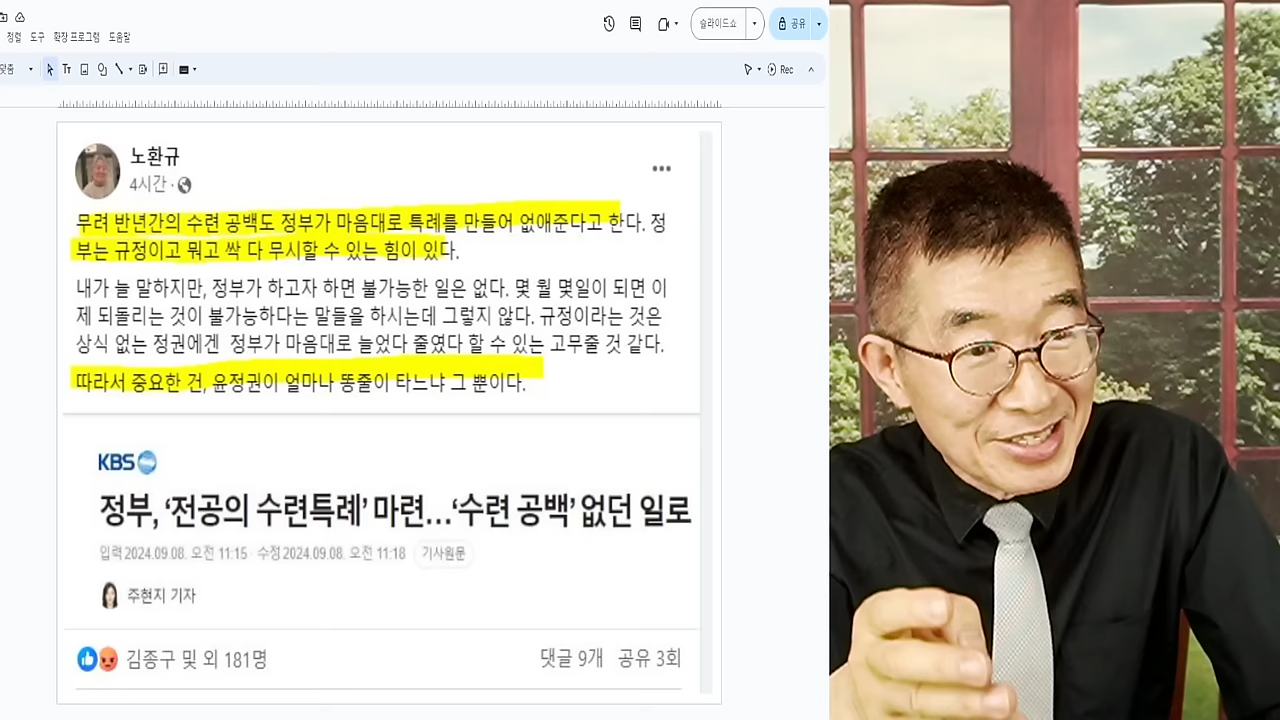 정렬 도구 확장 프로그램 도움말
슬라이드쇼
공유
맞춤
Tr
Rec
노환규
4시간 ·
무려 반년간의 수련 공백도 정부가 마음대로 특례를 만들어 없애준다고 한다. 정
부는 규정이고 뭐고 싹 다 무시할 수 있는 힘이 있다.
내가 늘 말하지만, 정부가 하고자 하면 불가능한 일은 없다. 몇 월 몇일이 되면 이
제 되돌리는 것이 불가능하다는 말들을 하시는데 그렇지 않다. 규정이라는 것은
상식 없는 정권에겐 정부가 마음대로 늘었다 줄였다 할 수 있는 고무줄 것 같다.
따라서 중요한 건, 윤정권이 얼마나 똥줄이 타느냐 그 뿐이다.
KBS
정부, ‘전공의 수련특례’ 마련…‘수련 공백’ 없던 일로
입력 2024.09.08. 오전 11:15 · 수정 2024.09.08. 오전 11:18 기사원문
주현지 기자
김종구 및 외 181명
댓글 9개 공유 3회